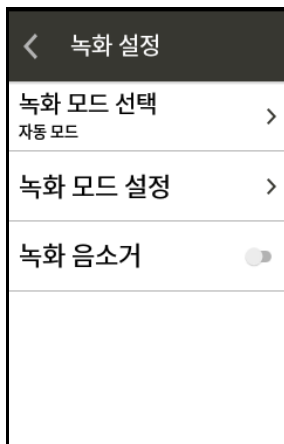 녹화 설정
녹화 모드 선택
자동 모드
녹화 모드 설정
녹화 음소거